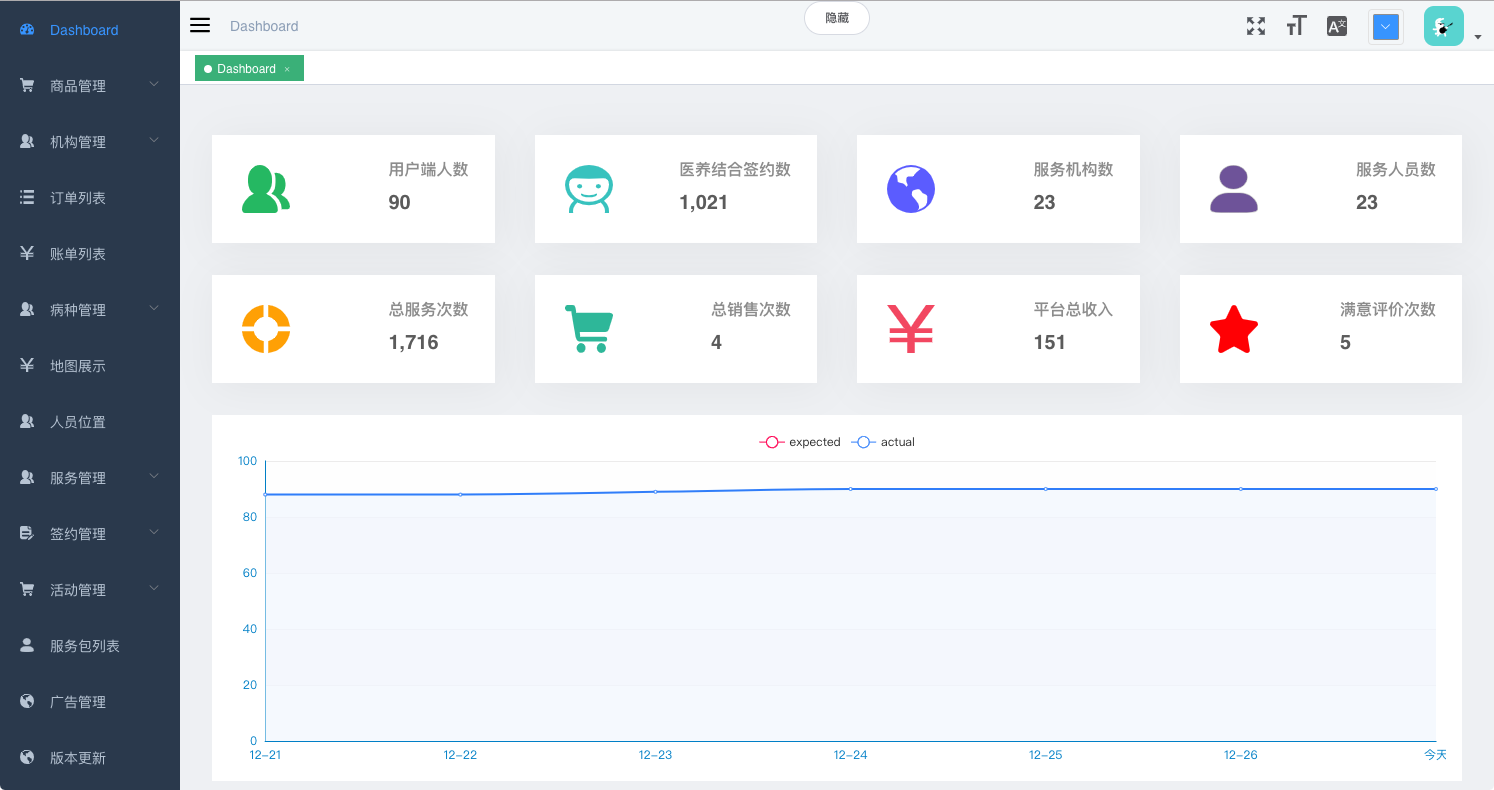 Dashboard
商品管理
机构管理
订单列表
账单列表
病种管理
地图展示
人员位置
服务管理
签约管理
活动管理
服务包列表
广告管理
版本更新
Dashboard
隐藏
Dashboard ×
用户端人数
90
医养结合签约数
1,021
服务机构数
23
服务人员数
23
总服务次数
1,716
总销售次数
4
平台总收入
151
满意评价次数
5
expected actual
100
80
60
40
20
0
12-21 12-22 12-23 12-24 12-25 12-26 今天